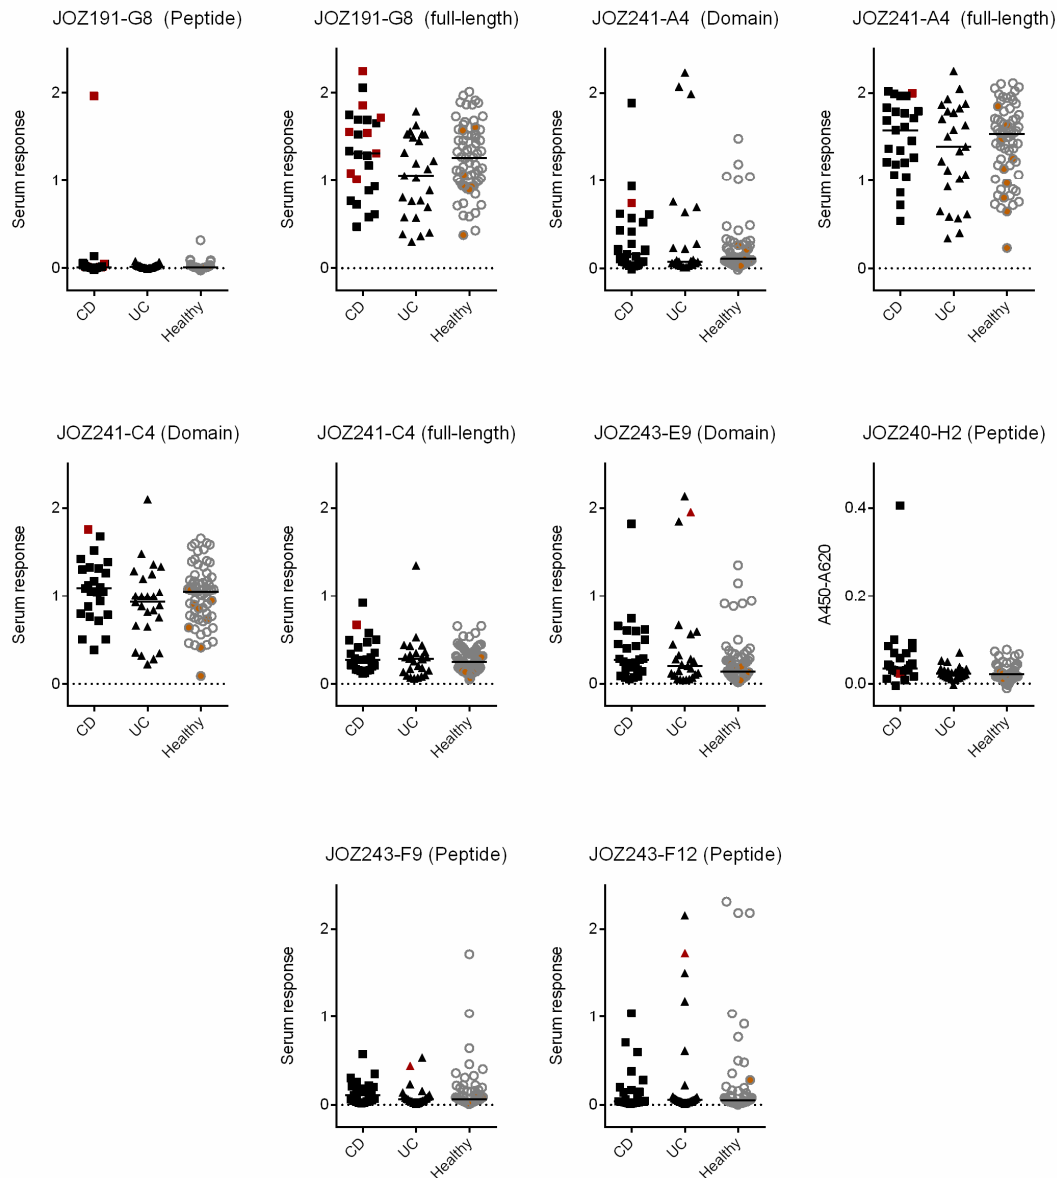 JOZ191-G8 (Peptide)
JOZ191-G8 (full-length)
JOZ241-A4 (Domain)
JOZ241-A4 (full-length)
Serum response
2
1
0
CD
UC
Healthy
Serum response
2
1
0
CD
UC
Healthy
Serum response
2
1
0
CD
UC
Healthy
Serum response
2
1
0
CD
UC
Healthy
JOZ241-C4 (Domain)
JOZ241-C4 (full-length)
JOZ243-E9 (Domain)
JOZ240-H2 (Peptide)
Serum response
2
1
0
CD
UC
Healthy
Serum response
2
1
0
CD
UC
Healthy
Serum response
2
1
0
CD
UC
Healthy
A450-A620
0.4
0.2
0.0
CD
UC
Healthy
JOZ243-F9 (Peptide)
JOZ243-F12 (Peptide)
Serum response
2
1
0
CD
UC
Healthy
Serum response
2
1
0
CD
UC
Healthy